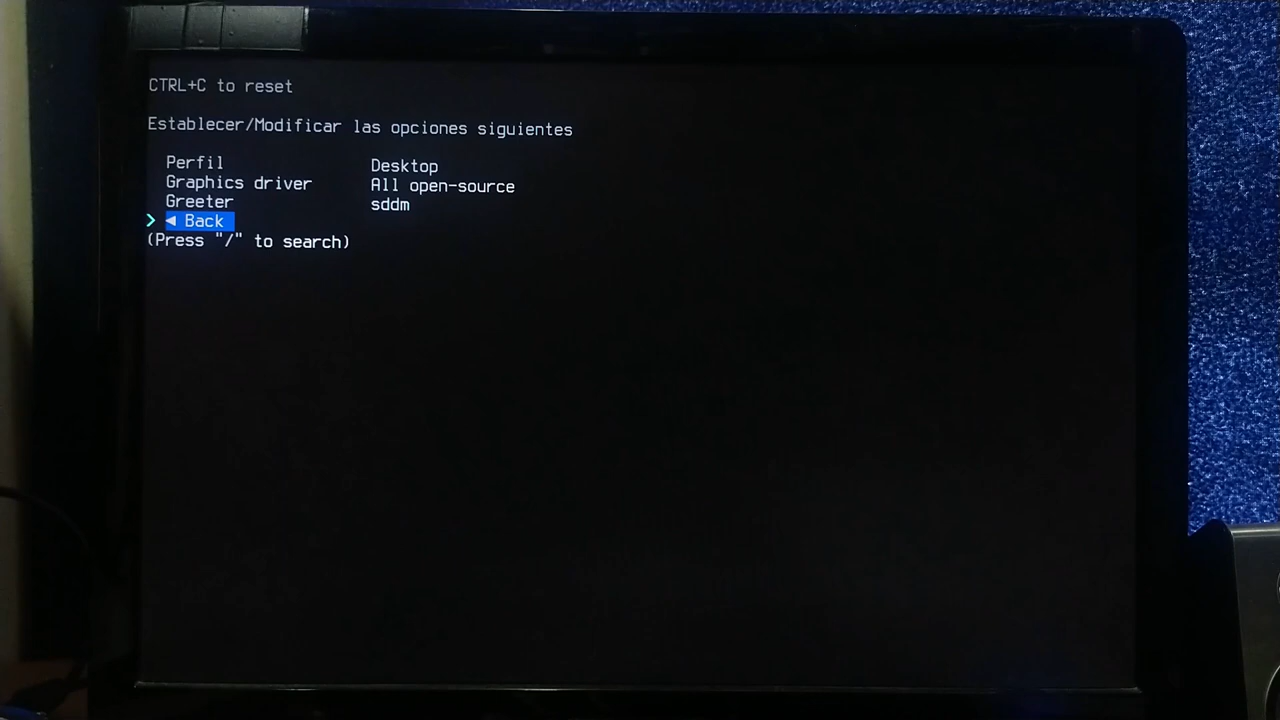 CTRL+C to reset
Establecer/Modificar las opciones siguientes
Perfil Desktop
Graphics driver All open-source
Greeter sddm
> ◄ Back
(Press "/" to search)